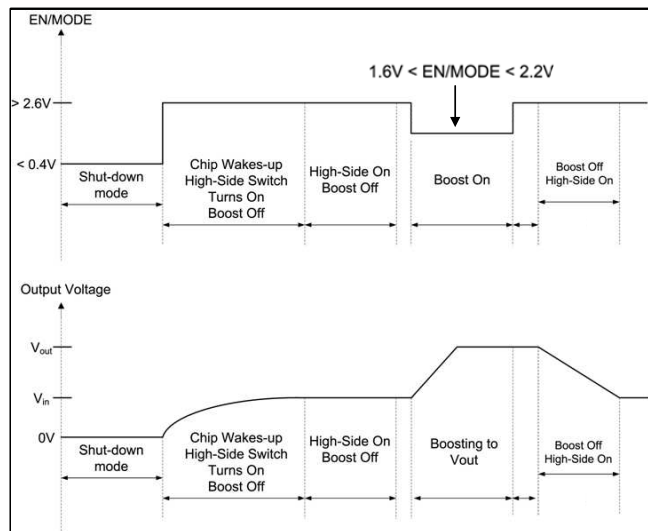 EN/MODE
1.6V < EN/MODE < 2.2V
> 2.6V
< 0.4V
Shut-down
mode
Chip Wakes-up
High-Side Switch
Turns On
Boost Off
High-Side On
Boost Off
Boost On
Boost Off
High-Side On
Output Voltage
Vout
Vin
0V
Shut-down
mode
Chip Wakes-up
High-Side Switch
Turns On
Boost Off
High-Side On
Boost Off
Boosting to
Vout
Boost Off
High-Side On